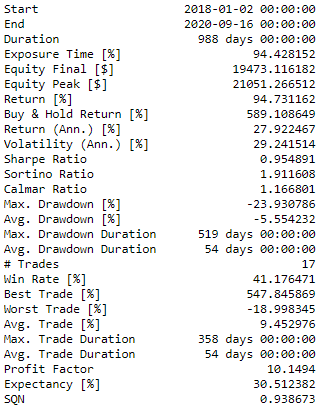 Start 2018-01-02 00:00:00
End 2020-09-16 00:00:00
Duration 988 days 00:00:00
Exposure Time [%] 94.428152
Equity Final [$] 19473.116182
Equity Peak [$] 21051.266512
Return [%] 94.731162
Buy & Hold Return [%] 589.108649
Return (Ann.) [%] 27.922467
Volatility (Ann.) [%] 29.241514
Sharpe Ratio 0.954891
Sortino Ratio 1.911608
Calmar Ratio 1.166801
Max. Drawdown [%] -23.930786
Avg. Drawdown [%] -5.554232
Max. Drawdown Duration 519 days 00:00:00
Avg. Drawdown Duration 54 days 00:00:00
# Trades 17
Win Rate [%] 41.176471
Best Trade [%] 547.845869
Worst Trade [%] -18.998345
Avg. Trade [%] 9.452976
Max. Trade Duration 358 days 00:00:00
Avg. Trade Duration 54 days 00:00:00
Profit Factor 10.1494
Expectancy [%] 30.512382
SQN 0.938673